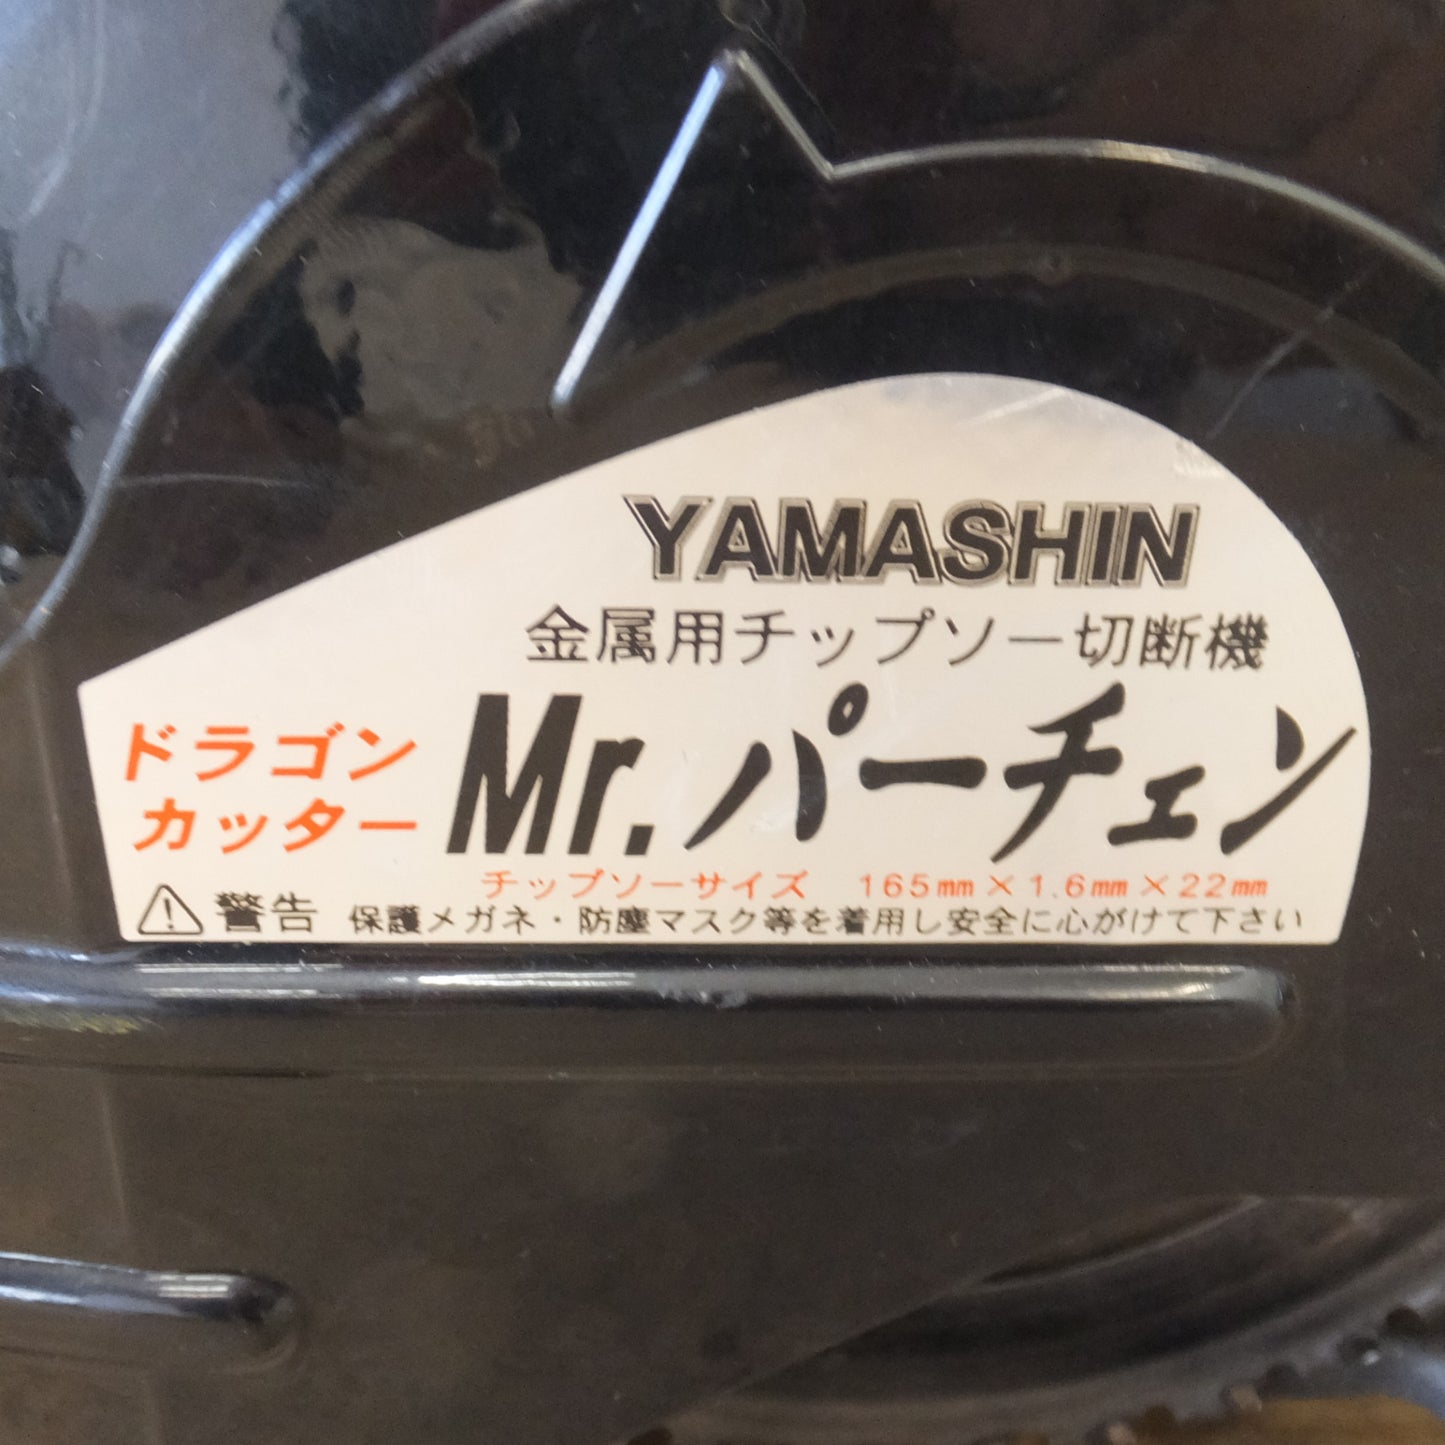 YAMASHIN
金属用チップソー切断機
ドラゴン
カッター
Mr.パーチェン
チップソーサイズ 165㎜×1.6㎜×22㎜
警告 保護メガネ・防塵マスク等を着用し安全に心がけて下さい